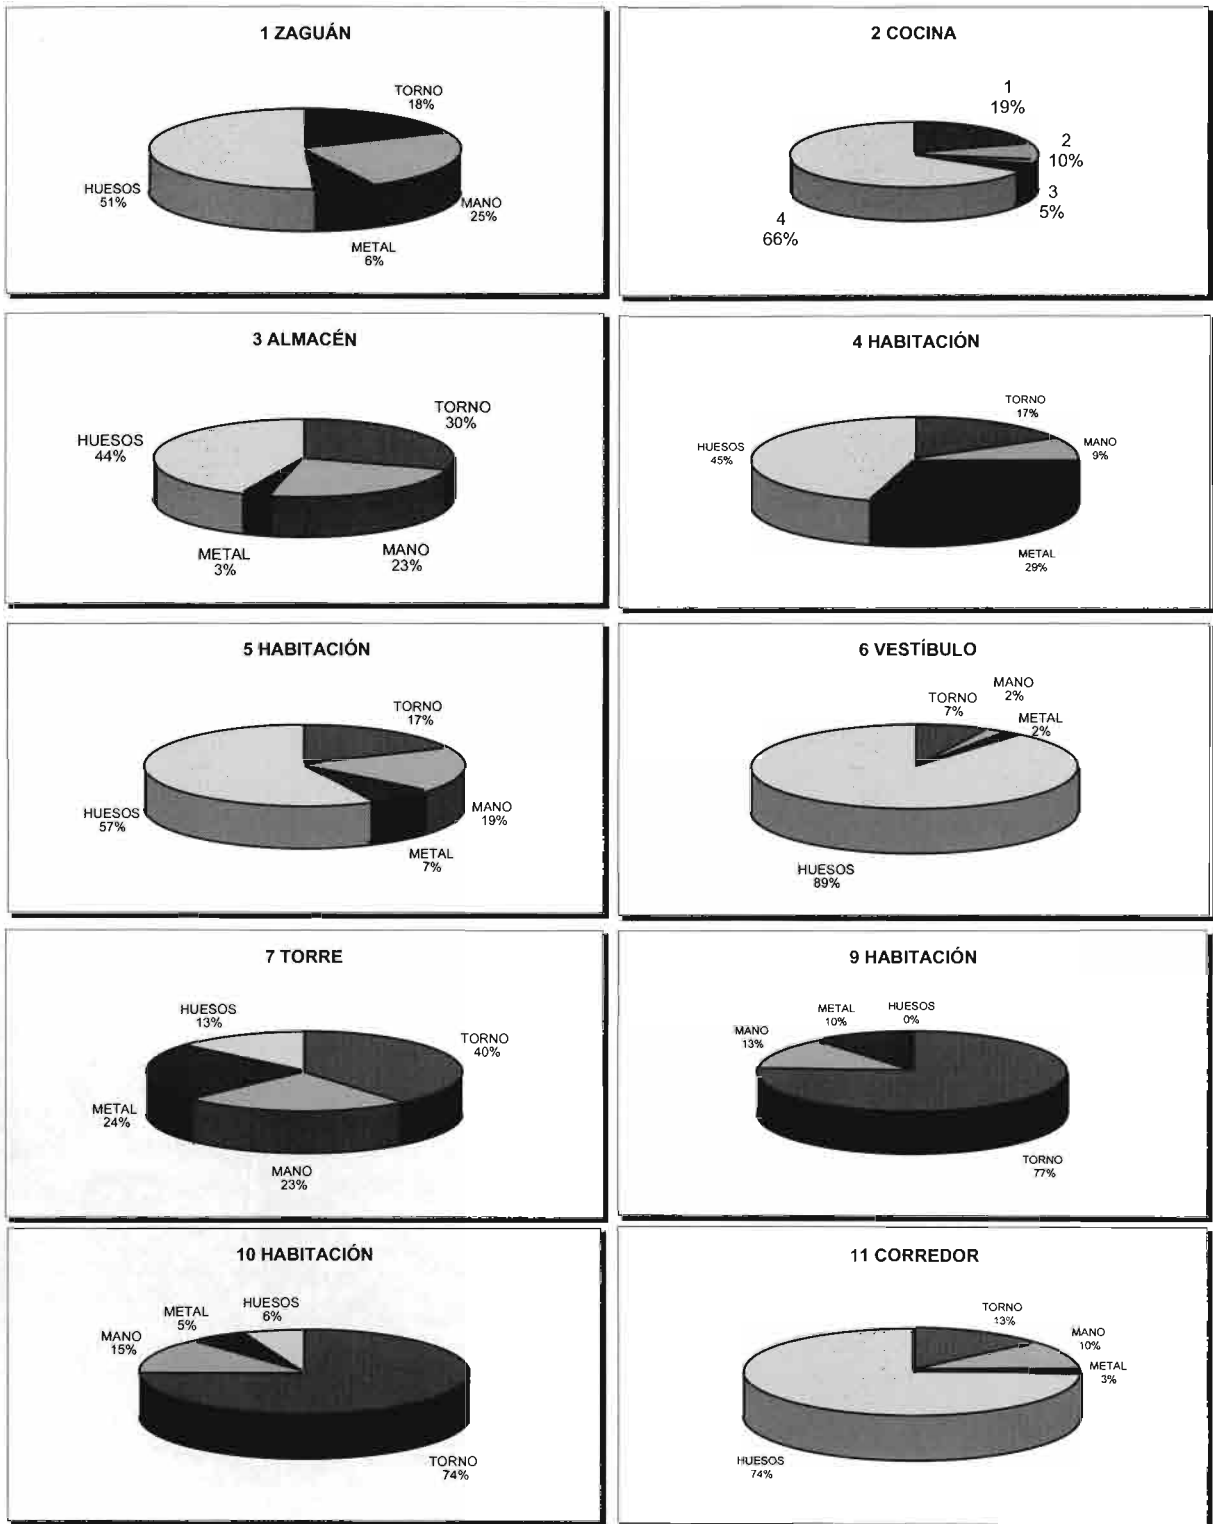 1 ZAGUÁN
TORNO
18%
MANO
25%
METAL
6%
HUESOS
51%
2 COCINA
1
19%
2
10%
3
5%
4
66%
3 ALMACÉN
TORNO
30%
MANO
23%
METAL
3%
HUESOS
44%
4 HABITACIÓN
TORNO
17%
MANO
9%
METAL
29%
HUESOS
45%
5 HABITACIÓN
TORNO
17%
MANO
19%
METAL
7%
HUESOS
57%
6 VESTÍBULO
TORNO
7%
MANO
2%
METAL
2%
HUESOS
89%
7 TORRE
HUESOS
13%
TORNO
40%
METAL
24%
MANO
23%
9 HABITACIÓN
HUESOS
0%
METAL
10%
MANO
13%
TORNO
77%
10 HABITACIÓN
HUESOS
6%
METAL
5%
MANO
15%
TORNO
74%
11 CORREDOR
TORNO
13%
MANO
10%
METAL
3%
HUESOS
74%